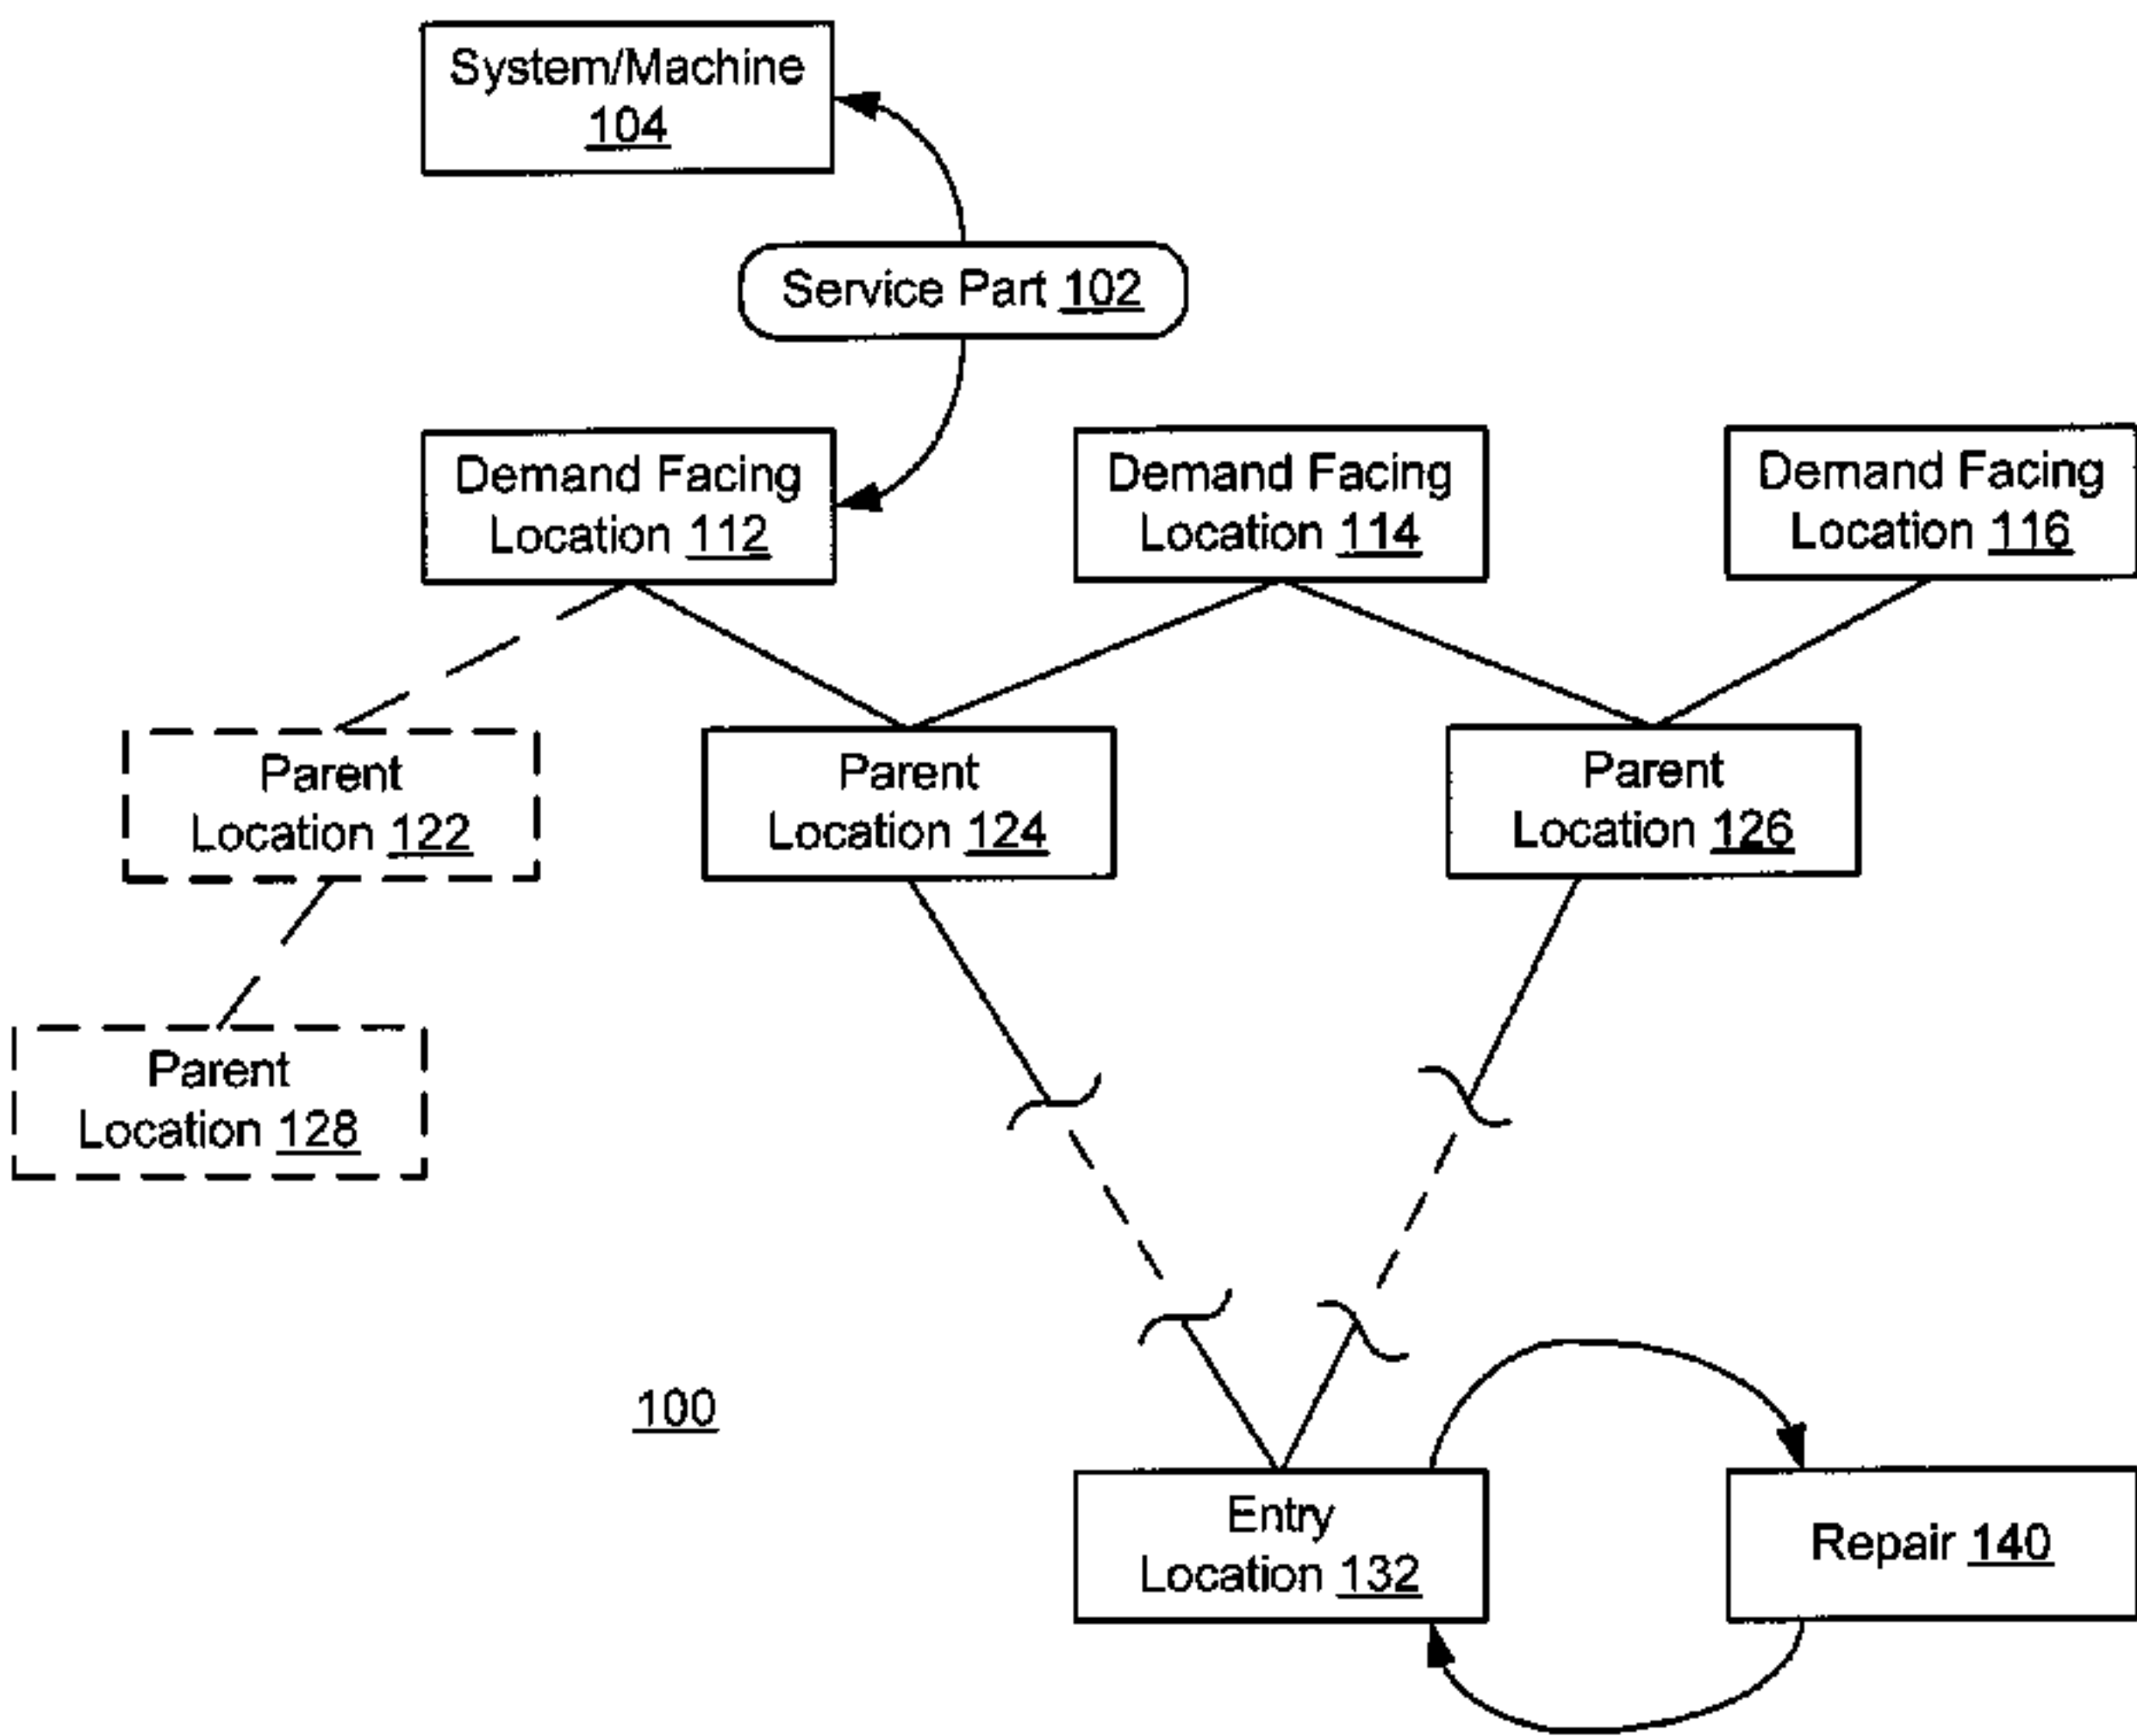 System/Machine
104
Service Part 102
Demand Facing
Location 112
Demand Facing
Location 114
Demand Facing
Location 116
Parent
Location 122
Parent
Location 124
Parent
Location 126
Parent
Location 128
100
Entry
Location 132
Repair 140